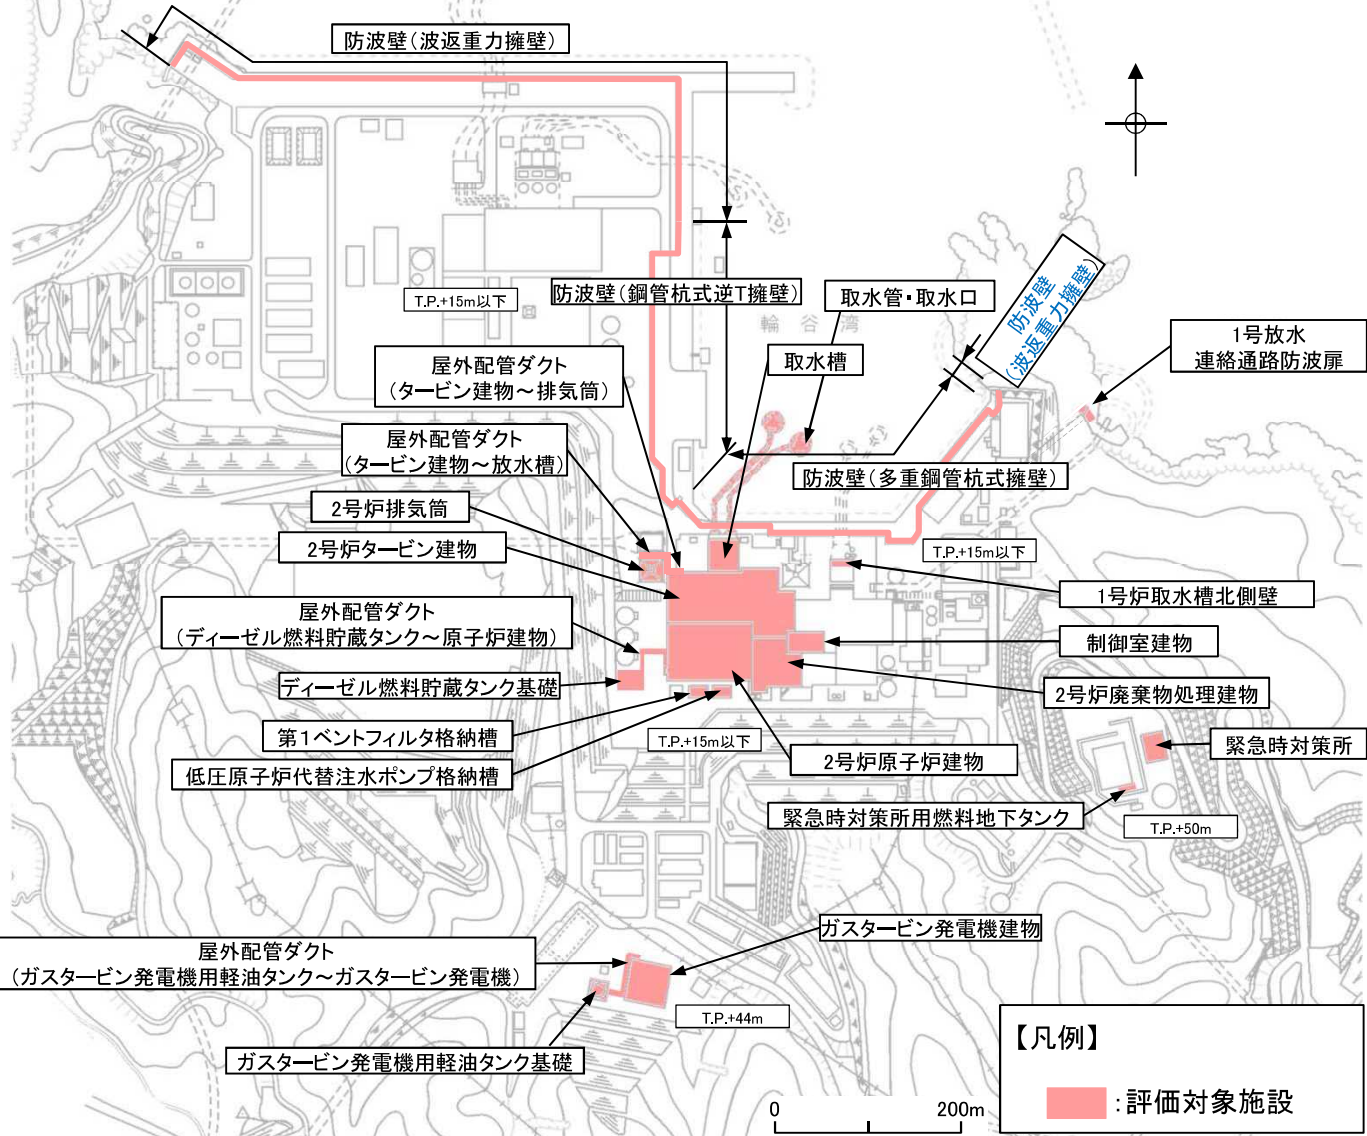 防波壁(波返重力擁壁)
防波壁(鋼管杭式逆T擁壁)
T.P.+15m以下
取水管・取水口
輪谷湾
防波壁
(波返重力擁壁)
1号放水
連絡通路防波扉
屋外配管ダクト
(タービン建物～排気筒)
取水槽
屋外配管ダクト
(タービン建物～放水槽)
防波壁(多重鋼管杭式擁壁)
2号炉排気筒
2号炉タービン建物
T.P.+15m以下
1号炉取水槽北側壁
屋外配管ダクト
(ディーゼル燃料貯蔵タンク～原子炉建物)
制御室建物
ディーゼル燃料貯蔵タンク基礎
2号炉廃棄物処理建物
第1ベントフィルタ格納槽
T.P.+15m以下
2号炉原子炉建物
緊急時対策所
低圧原子炉代替注水ポンプ格納槽
緊急時対策所用燃料地下タンク
T.P.+50m
ガスタービン発電機建物
屋外配管ダクト
(ガスタービン発電機用軽油タンク～ガスタービン発電機)
T.P.+44m
ガスタービン発電機用軽油タンク基礎
【凡例】
:評価対象施設
0 200m